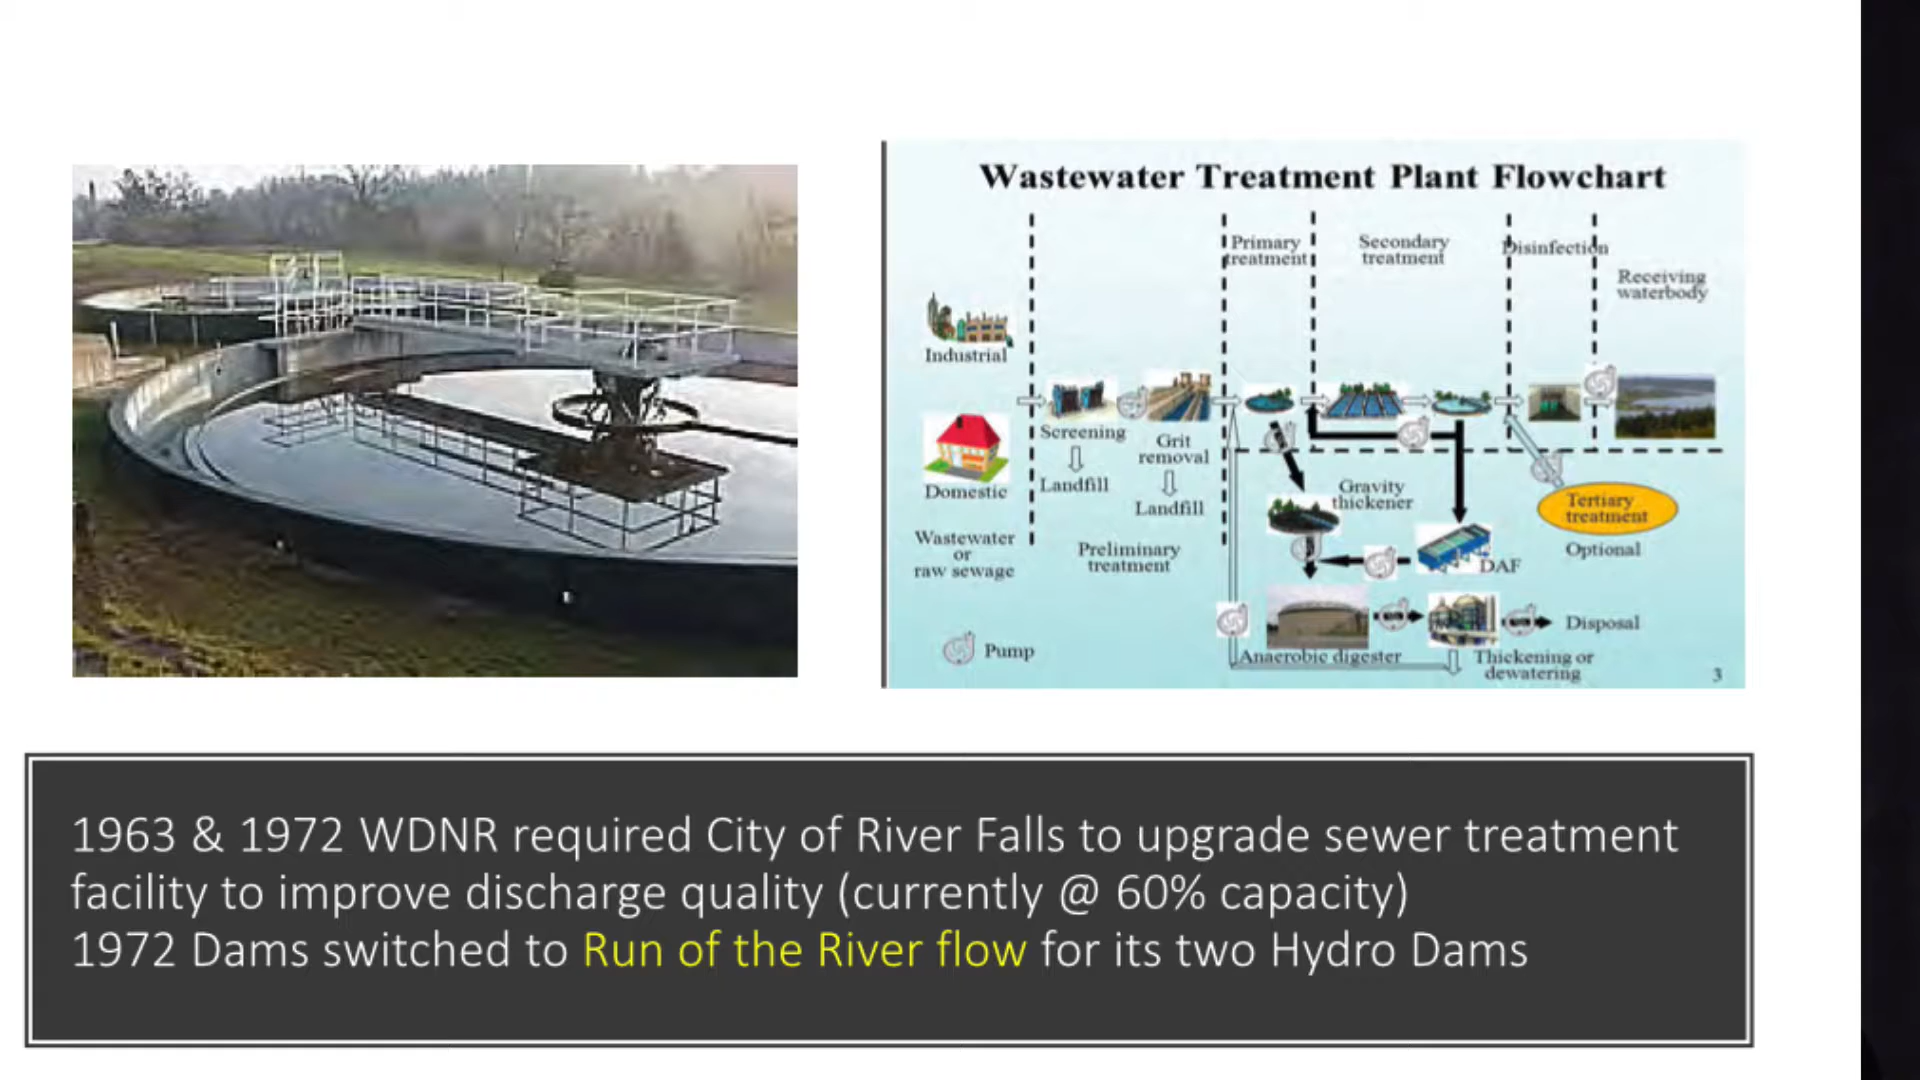 Wastewater Treatment Plant Flowchart
Primary
treatment
Secondary
treatment
Disinfection
Receiving
waterbody
Industrial
Domestic
Wastewater
or
raw sewage
Screening
Landfill
Grit
removal
Landfill
Preliminary
treatment
Gravity
thickener
DAF
Tertiary
treatment
Optional
Anaerobic digester
Thickening or
dewatering
Disposal
Pump
3
1963 & 1972 WDNR required City of River Falls to upgrade sewer treatment
facility to improve discharge quality (currently @ 60% capacity)
1972 Dams switched to Run of the River flow for its two Hydro Dams